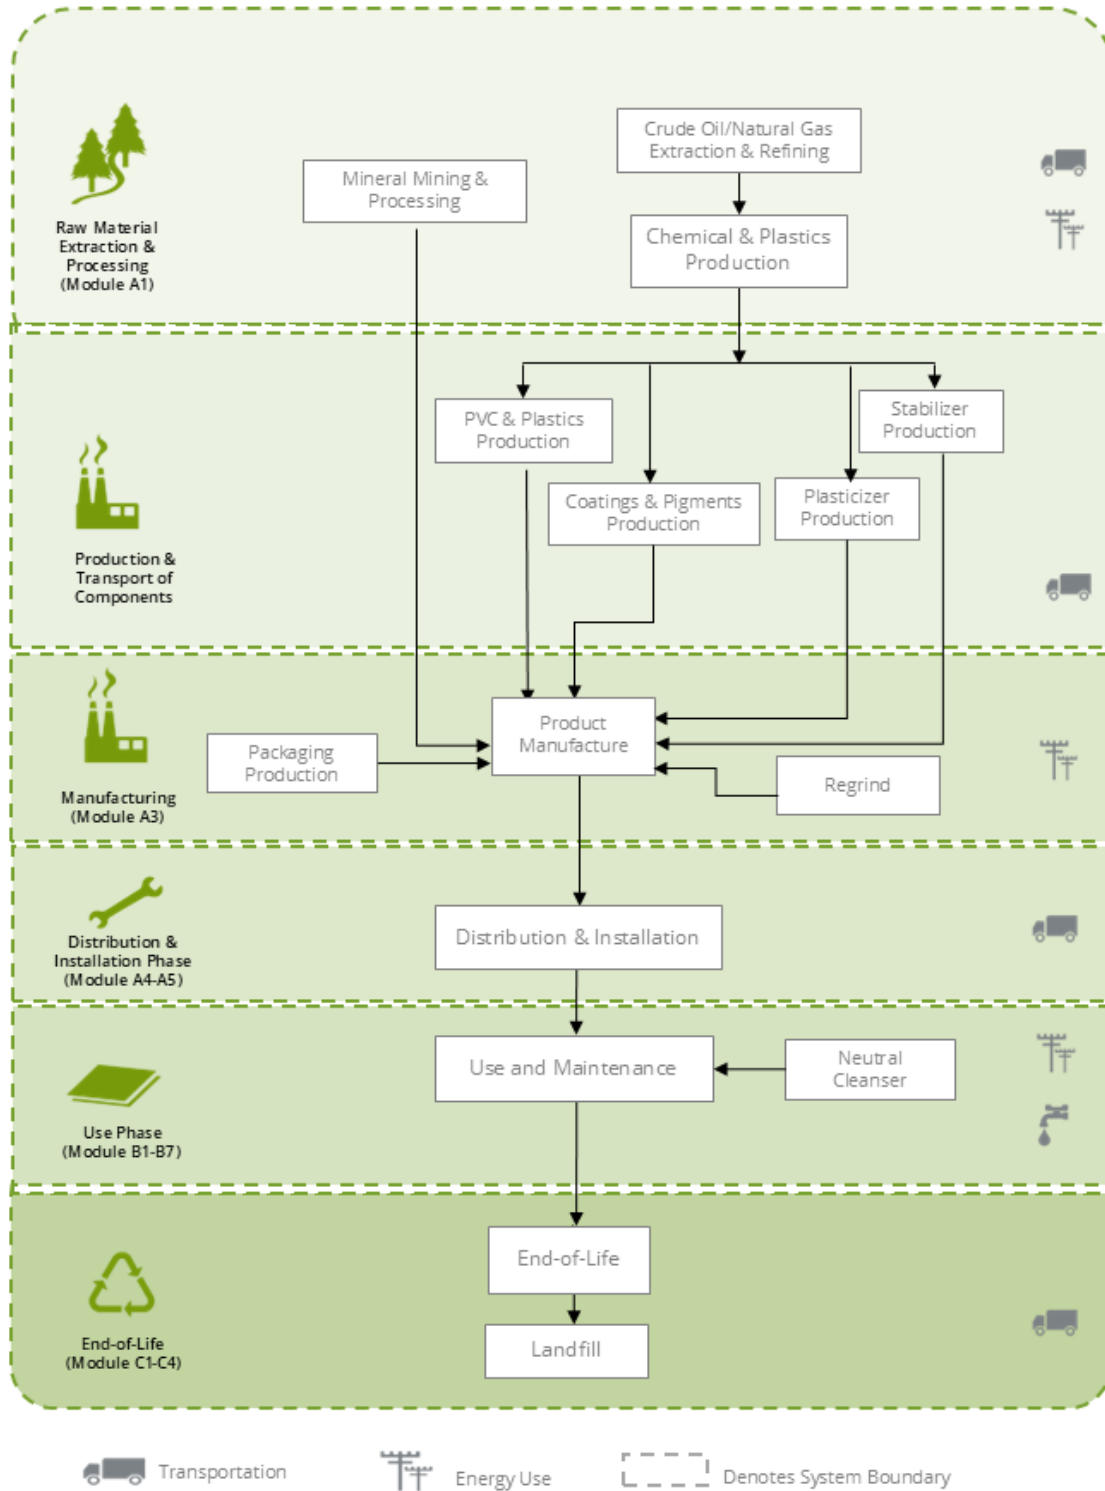 Crude Oil/Natural Gas
Extraction & Refining
Mineral Mining &
Processing
Raw Material
Extraction &
Processing
(Module A1)
Chemical & Plastics
Production
PVC & Plastics
Production
Stabilizer
Production
Coatings & Pigments
Production
Plasticizer
Production
Production &
Transport of
Components
Product
Manufacture
Packaging
Production
Regrind
Manufacturing
(Module A3)
Distribution & Installation
Distribution &
Installation Phase
(Module A4-A5)
Use and Maintenance
Neutral
Cleanser
Use Phase
(Module B1-B7)
End-of-Life
Landfill
End-of-Life
(Module C1-C4)
Transportation
Energy Use
Denotes System Boundary